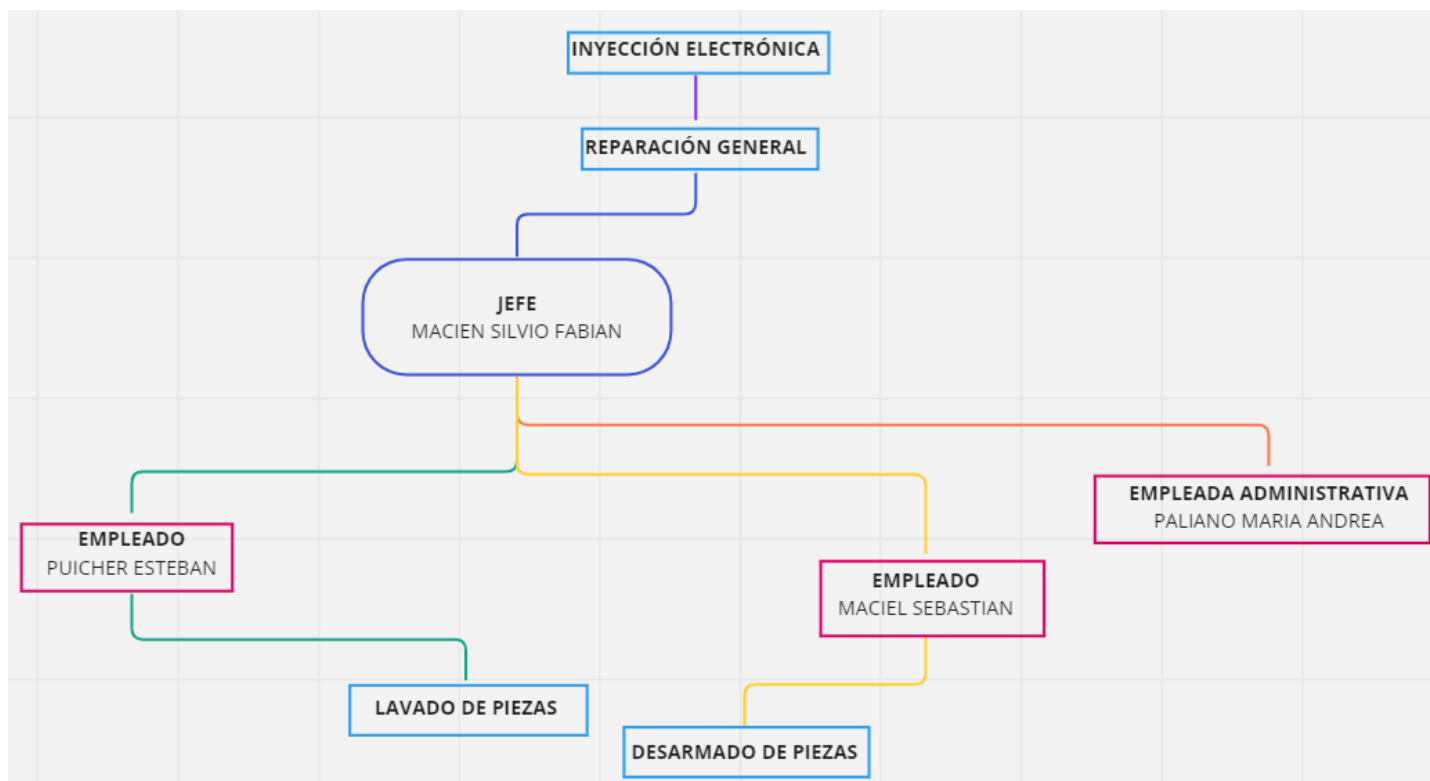 INYECCIÓN ELECTRÓNICA
REPARACIÓN GENERAL
JEFE
MACIEN SILVIO FABIAN
EMPLEADA ADMINISTRATIVA
PALIANO MARIA ANDREA
EMPLEADO
PUICHER ESTEBAN
EMPLEADO
MACIEL SEBASTIAN
LAVADO DE PIEZAS
DESARMADO DE PIEZAS